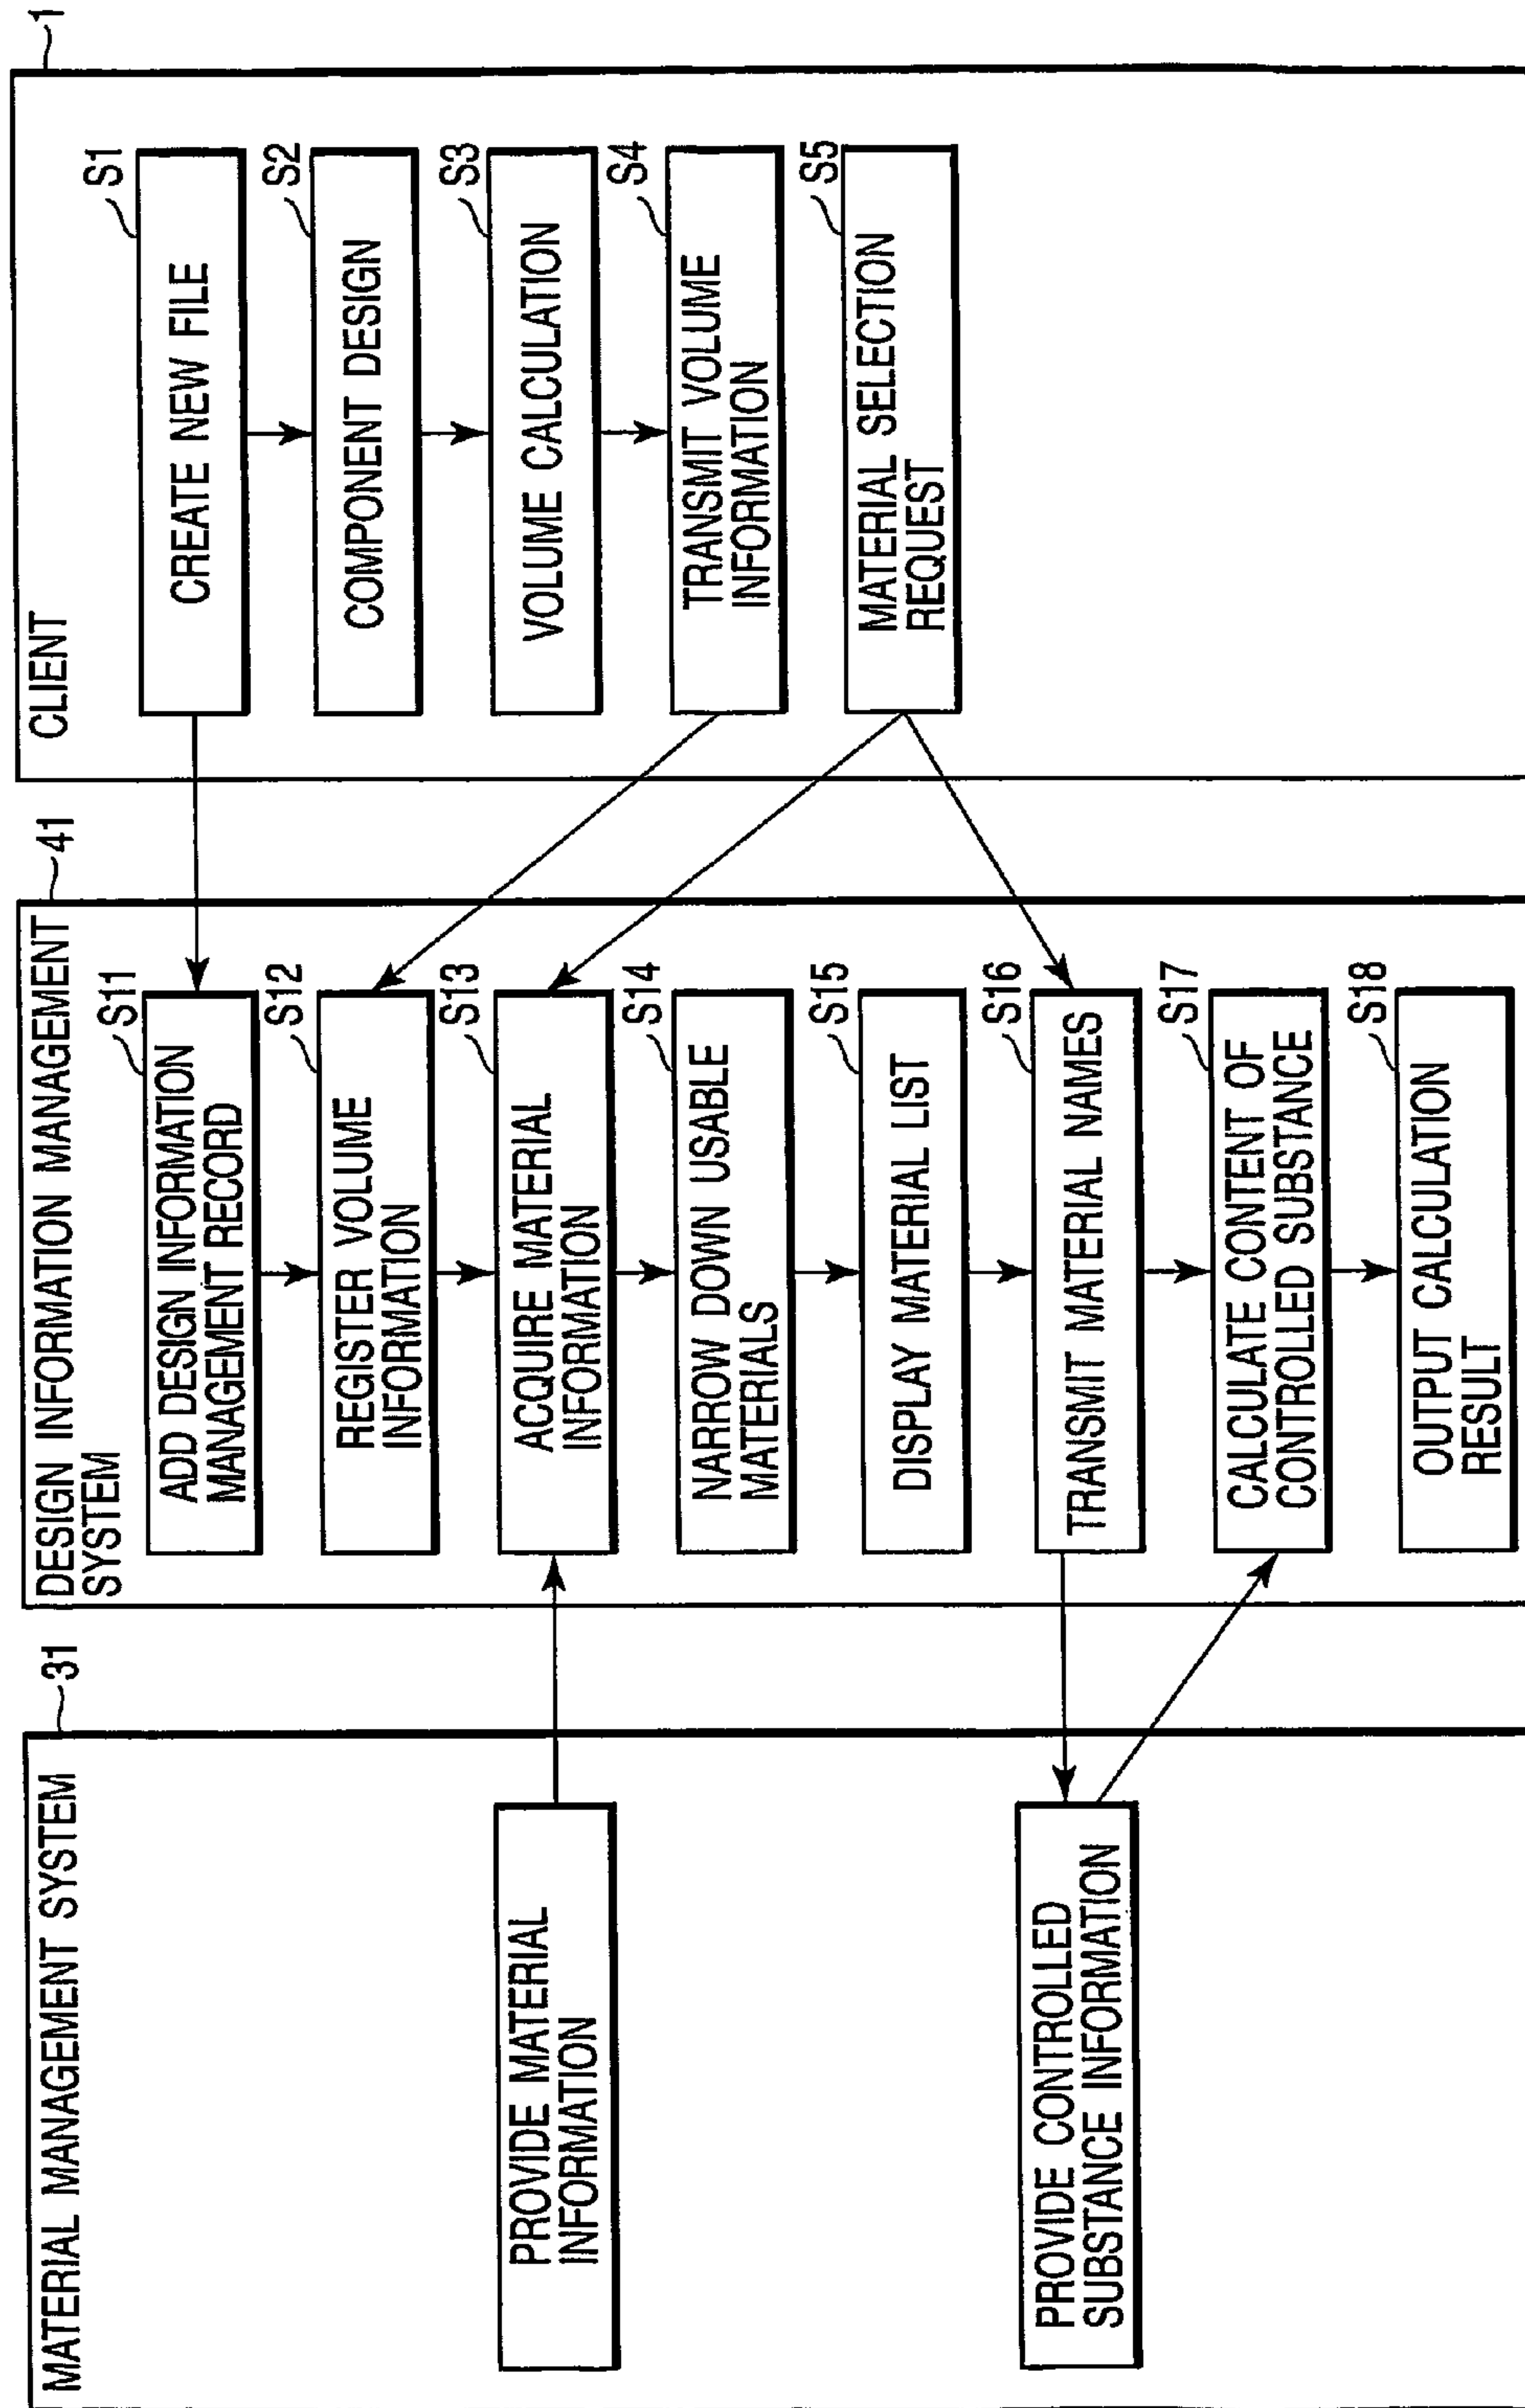 MATERIAL MANAGEMENT SYSTEM
31
PROVIDE MATERIAL
INFORMATION
PROVIDE CONTROLLED
SUBSTANCE INFORMATION
DESIGN INFORMATION MANAGEMENT
SYSTEM
41
S11
ADD DESIGN INFORMATION
MANAGEMENT RECORD
S12
REGISTER VOLUME
INFORMATION
S13
ACQUIRE MATERIAL
INFORMATION
S14
NARROW DOWN USABLE
MATERIALS
S15
DISPLAY MATERIAL LIST
S16
TRANSMIT MATERIAL NAMES
S17
CALCULATE CONTENT OF
CONTROLLED SUBSTANCE
S18
OUTPUT CALCULATION
RESULT
CLIENT
1
S1
CREATE NEW FILE
S2
COMPONENT DESIGN
S3
VOLUME CALCULATION
S4
TRANSMIT VOLUME
INFORMATION
S5
MATERIAL SELECTION
REQUEST